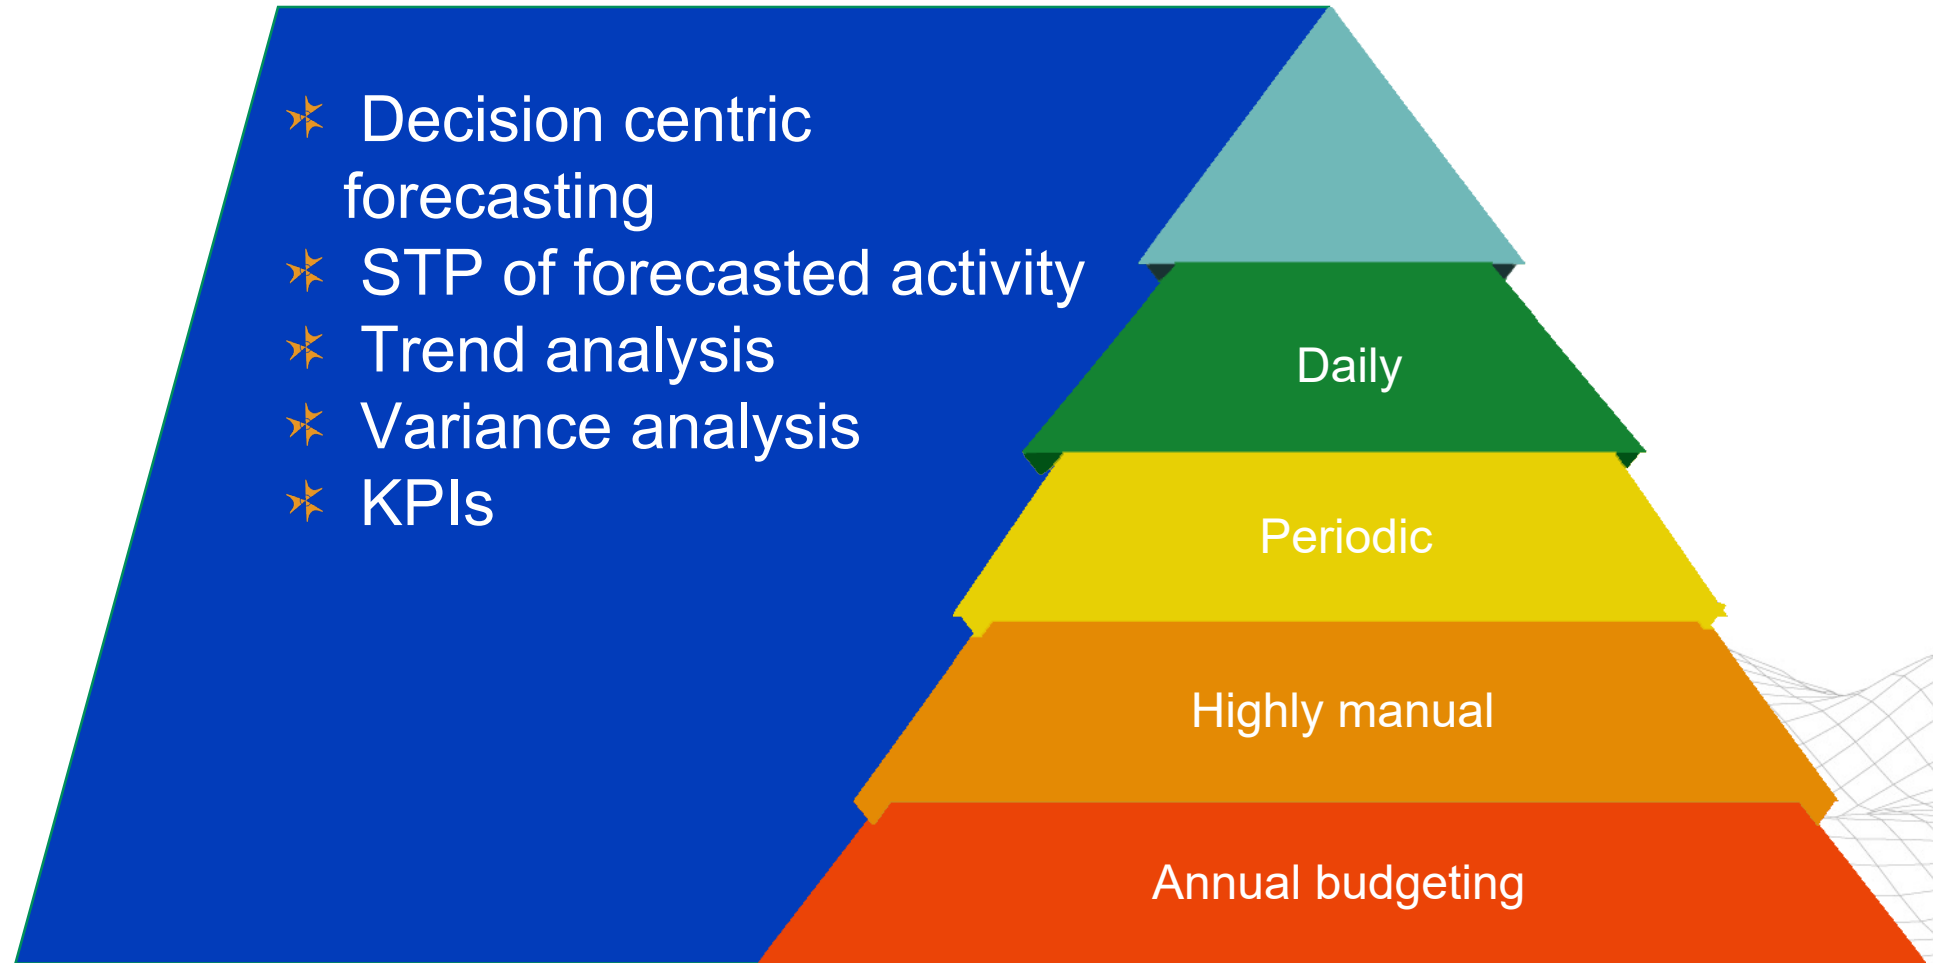 Decision centric
forecasting
STP of forecasted activity
Trend analysis
Variance analysis
KPIs
Daily
Periodic
Highly manual
Annual budgeting